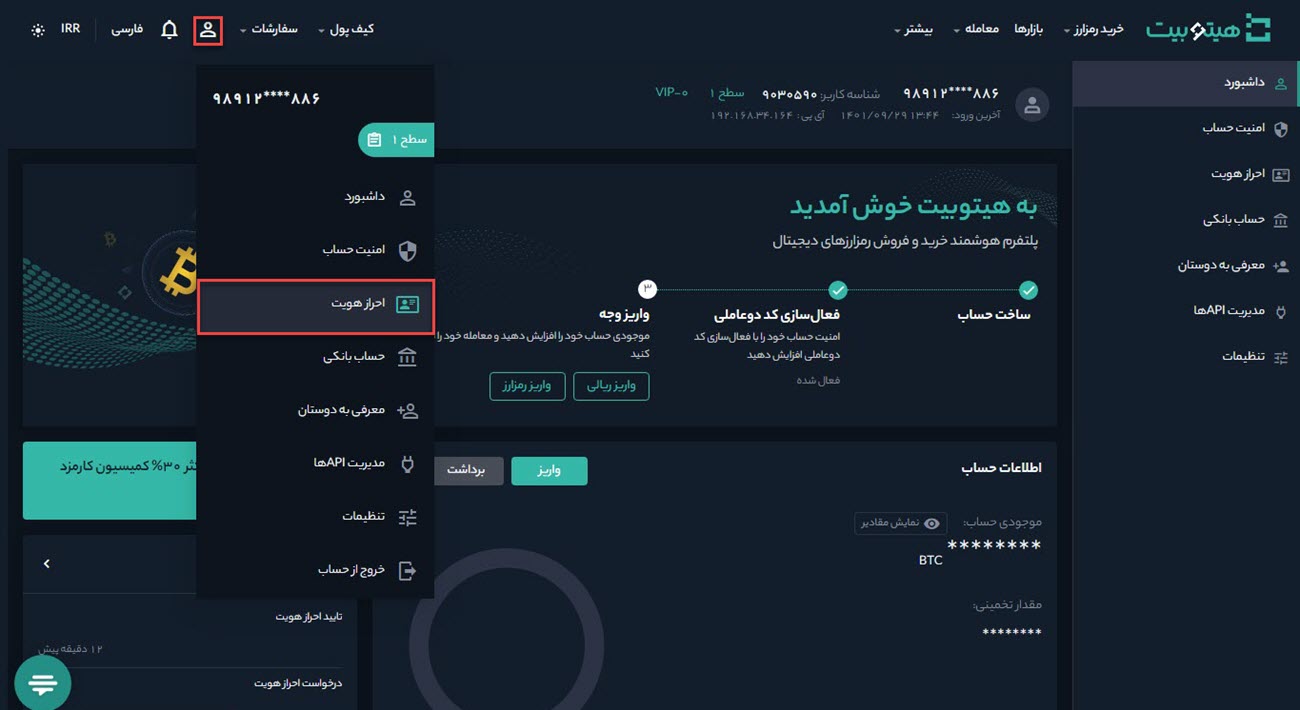 هیتوبیت
خرید رمزارز
بازارها
معامله
بیشتر
کیف پول
سفارشات
فارسی
IRR
داشبورد
امنیت حساب
احراز هویت
حساب بانکی
معرفی به دوستان
مدیریت APIها
تنظیمات
۹۸۹۱۲****۸۸۶
شناسه کاربر: ۹۰۳۰۵۹۰
سطح ۱
VIP-۰
آخرین ورود: ۱۴۰۱/۰۹/۲۹ ۱۳:۴۴
آی پی: ۱۹۲.۱۶۸.۳۴.۱۶۴
۹۸۹۱۲****۸۸۶
سطح ۱
داشبورد
امنیت حساب
احراز هویت
حساب بانکی
معرفی به دوستان
مدیریت APIها
تنظیمات
خروج از حساب
به هیتوبیت خوش آمدید
پلتفرم هوشمند خرید و فروش رمزارزهای دیجیتال
ساخت حساب
فعال‌سازی کد دوعاملی
امنیت حساب خود را با فعال‌سازی کد
دوعاملی افزایش دهید
فعال شده
۳
واریز وجه
موجودی حساب خود را افزایش دهید و معامله خود را
کنید
واریز ریالی
واریز رمزارز
۳۰% کمیسیون کارمزد
اطلاعات حساب
واریز
برداشت
موجودی حساب:
نمایش مقادیر
********
BTC
مقدار تخمینی:
********
تایید احراز هویت
۱۲ دقیقه پیش
درخواست احراز هویت